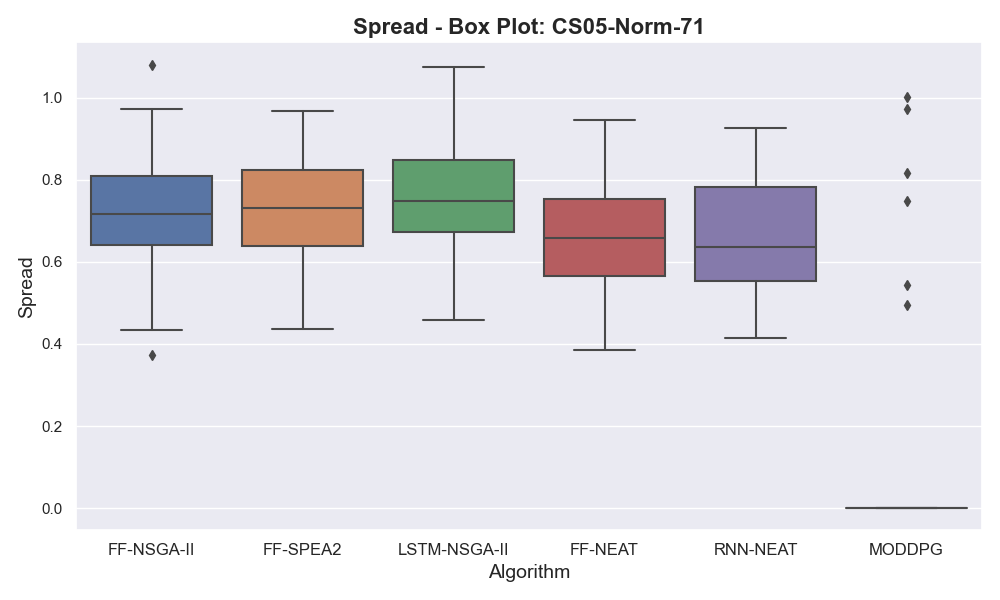 Spread - Box Plot: CS05-Norm-71
Spread
1.0
0.8
0.6
0.4
0.2
0.0
FF-NSGA-II FF-SPEA2 LSTM-NSGA-II FF-NEAT RNN-NEAT MODDPG
Algorithm